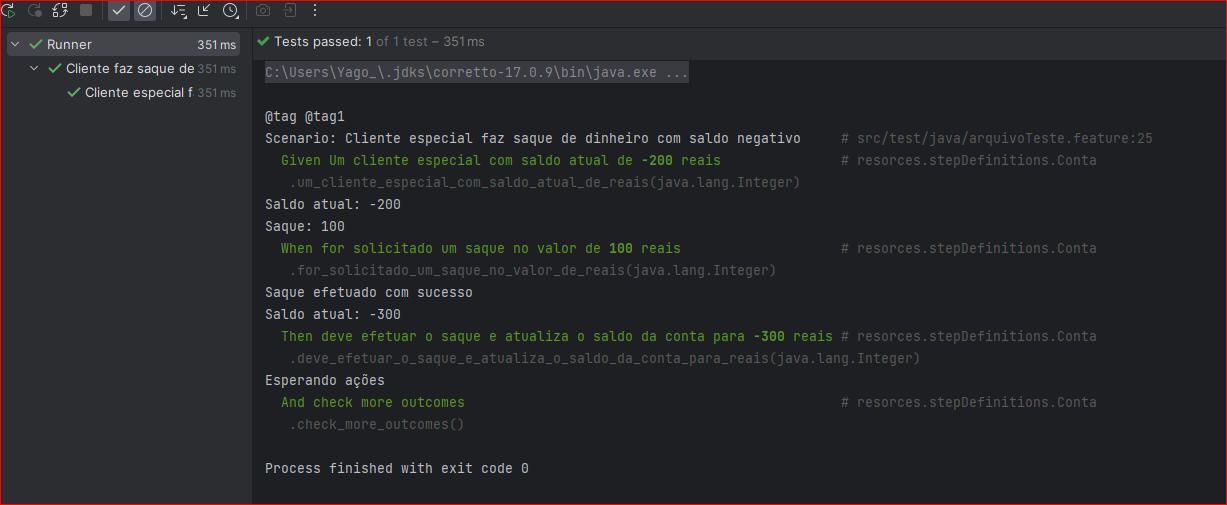 Tests passed: 1 of 1 test – 351 ms
Runner 351 ms
Cliente faz saque de 351 ms
Cliente especial f 351 ms
C:\Users\Yago_\.jdks\corretto-17.0.9\bin\java.exe ...
@tag @tag1
Scenario: Cliente especial faz saque de dinheiro com saldo negativo # src/test/java/arquivoTeste.feature:25
Given Um cliente especial com saldo atual de -200 reais # resorces.stepDefinitions.Conta
.um_cliente_especial_com_saldo_atual_de_reais(java.lang.Integer)
Saldo atual: -200
Saque: 100
When for solicitado um saque no valor de 100 reais # resorces.stepDefinitions.Conta
.for_solicitado_um_saque_no_valor_de_reais(java.lang.Integer)
Saque efetuado com sucesso
Saldo atual: -300
Then deve efetuar o saque e atualiza o saldo da conta para -300 reais # resorces.stepDefinitions.Conta
.deve_efetuar_o_saque_e_atualiza_o_saldo_da_conta_para_reais(java.lang.Integer)
Esperando ações
And check more outcomes # resorces.stepDefinitions.Conta
.check_more_outcomes()
Process finished with exit code 0